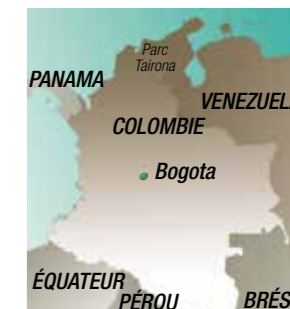 Parc
Tairona
PANAMA
VENEZUEL
COLOMBIE
Bogota
ÉQUATEUR
PÉROU
BRÉS